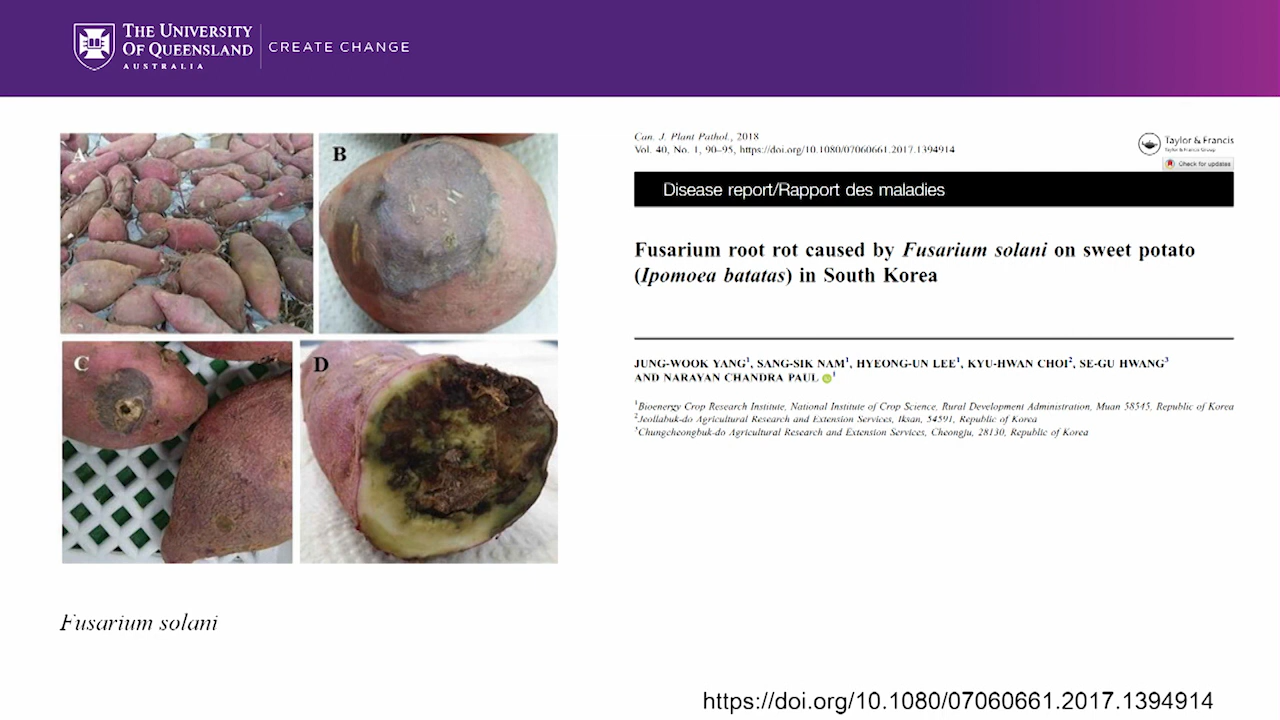 THE UNIVERSITY
OF QUEENSLAND
AUSTRALIA
CREATE CHANGE
A
B
C
D
Fusarium solani
Can. J. Plant Pathol., 2018
Vol. 40, No. 1, 90–95, https://doi.org/10.1080/07060661.2017.1394914
Taylor & Francis
Taylor & Francis Group
Check for updates
Disease report/Rapport des maladies
Fusarium root rot caused by Fusarium solani on sweet potato
(Ipomoea batatas) in South Korea
JUNG-WOOK YANG¹, SANG-SIK NAM¹, HYEONG-UN LEE¹, KYU-HWAN CHOI², SE-GU HWANG³
AND NARAYAN CHANDRA PAUL iD ¹
¹Bioenergy Crop Research Institute, National Institute of Crop Science, Rural Development Administration, Muan 58545, Republic of Korea
²Jeollabuk-do Agricultural Research and Extension Services, Iksan, 54591, Republic of Korea
³Chungcheongbuk-do Agricultural Research and Extension Services, Cheongju, 28130, Republic of Korea
https://doi.org/10.1080/07060661.2017.1394914